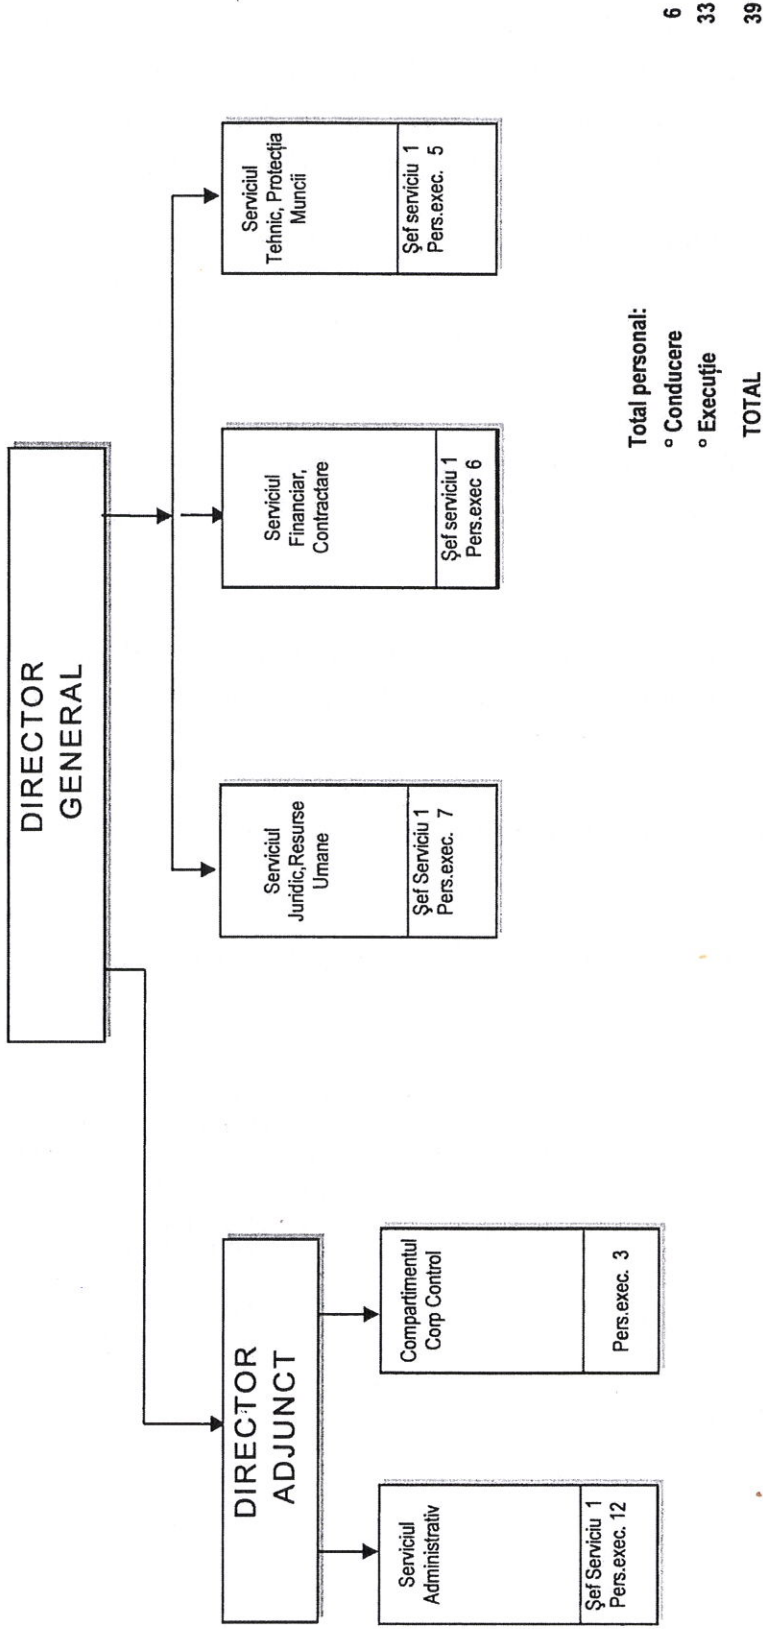 DIRECTOR
GENERAL
DIRECTOR
ADJUNCT
Serviciul
Administrativ
Şef Serviciu 1
Pers.exec. 12
Compartimentul
Corp Control
Pers.exec. 3
Serviciul
Juridic,Resurse
Umane
Şef Serviciu 1
Pers.exec. 7
Serviciul
Financiar,
Contractare
Şef serviciu 1
Pers.exec 6
Serviciul
Tehnic, Protecţia
Muncii
Şef serviciu 1
Pers.exec. 5
Total personal:
° Conducere 6
° Execuţie 33
TOTAL 39